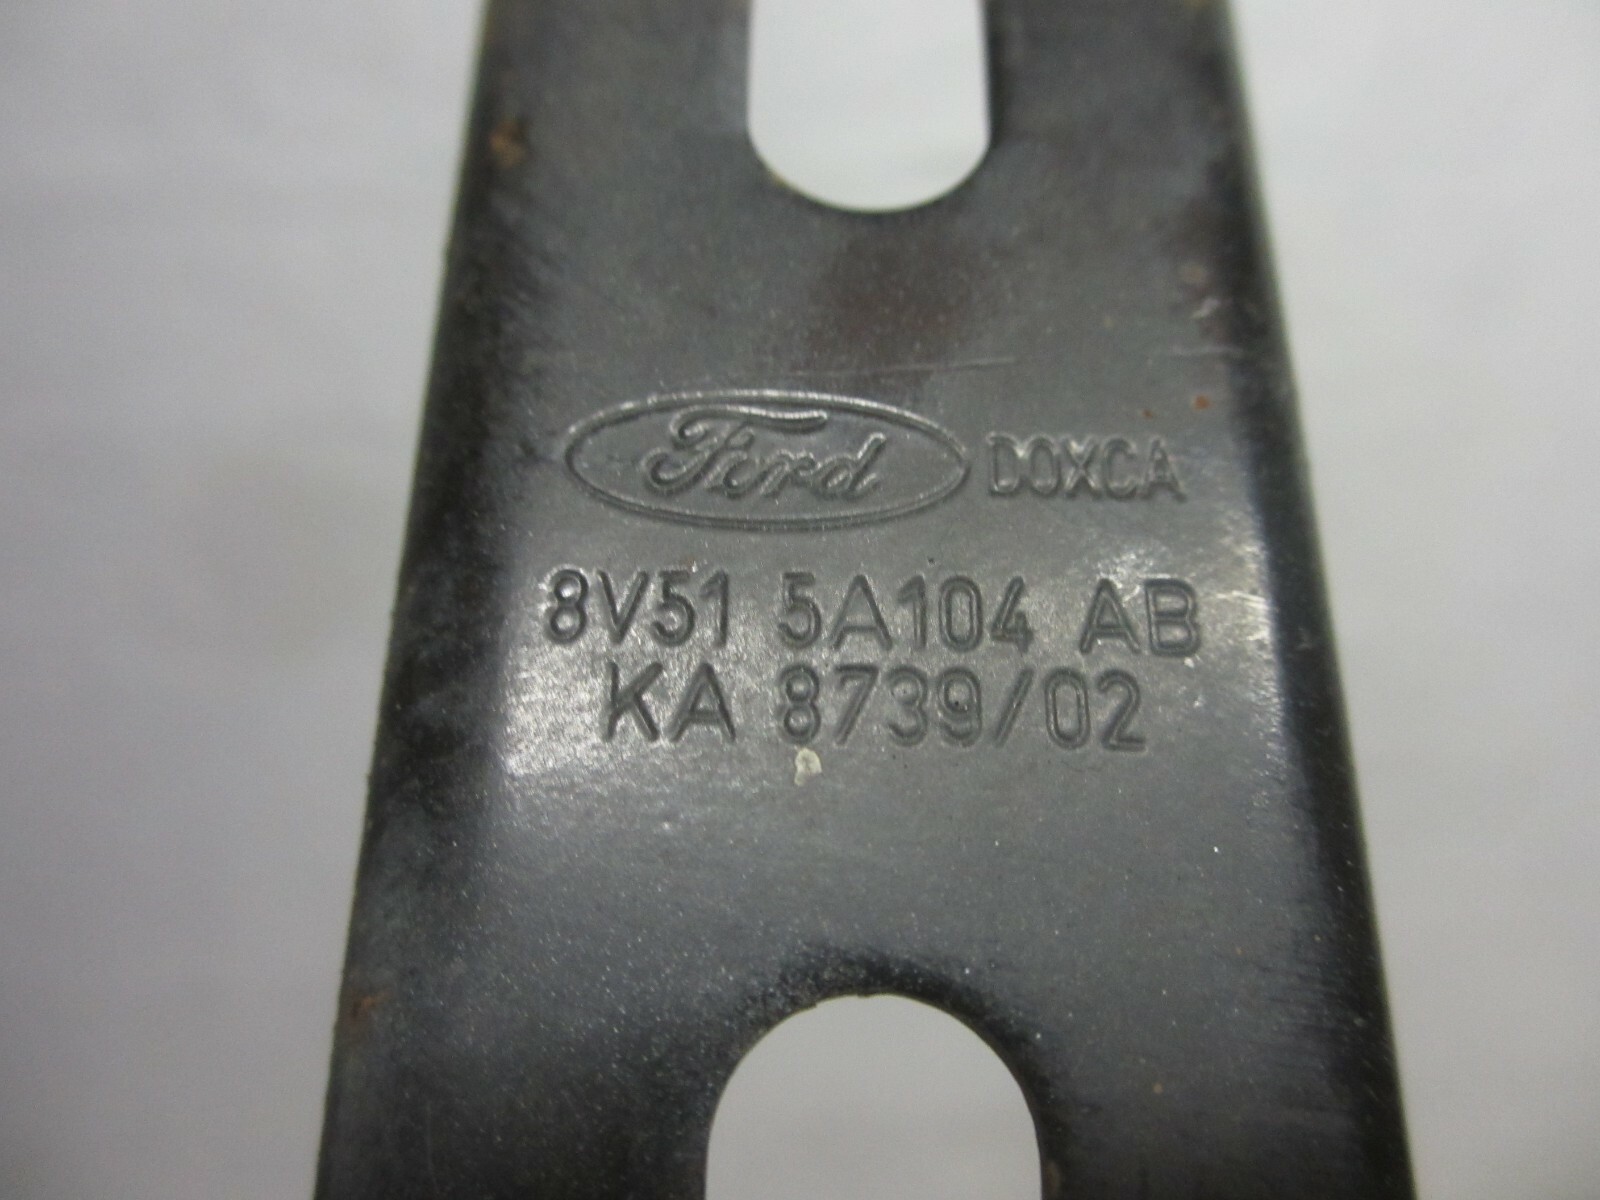 Ford DOXCA
8V51 5A104 AB
KA 8739/02